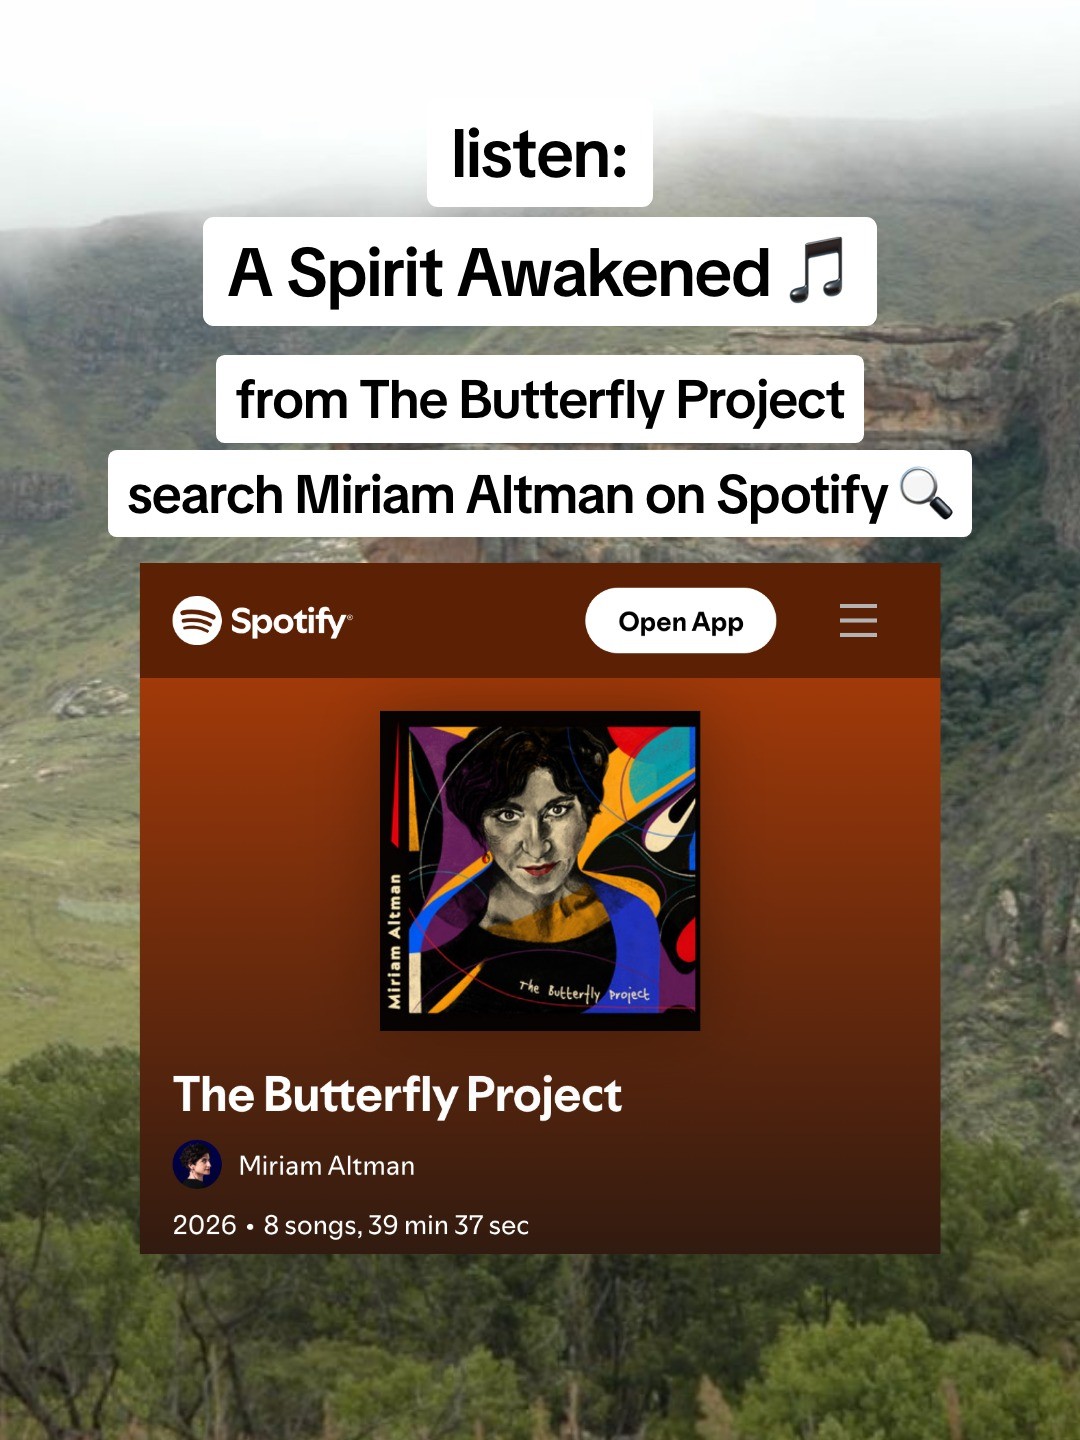 listen:
A Spirit Awakened 🎵
from The Butterfly Project
search Miriam Altman on Spotify 🔍
Spotify®
Open App
Miriam Altman
The Butterfly Project
The Butterfly Project
Miriam Altman
2026 • 8 songs, 39 min 37 sec